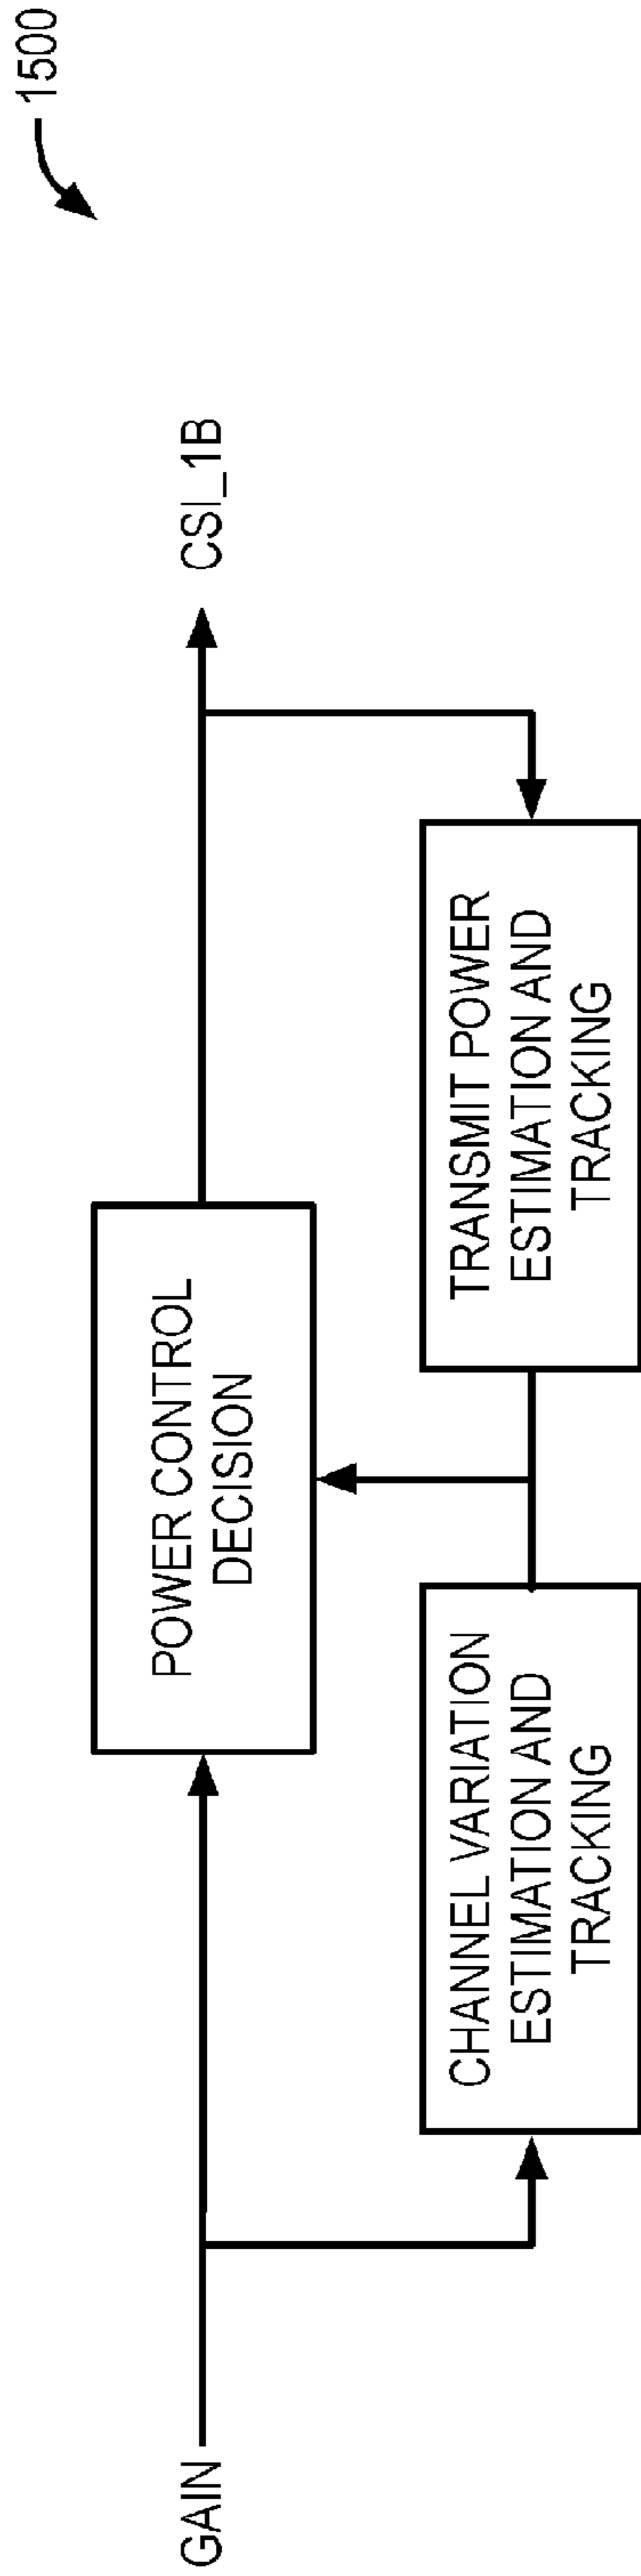 1500
GAIN
POWER CONTROL
DECISION
CSI_1B
CHANNEL VARIATION
ESTIMATION AND
TRACKING
TRANSMIT POWER
ESTIMATION AND
TRACKING